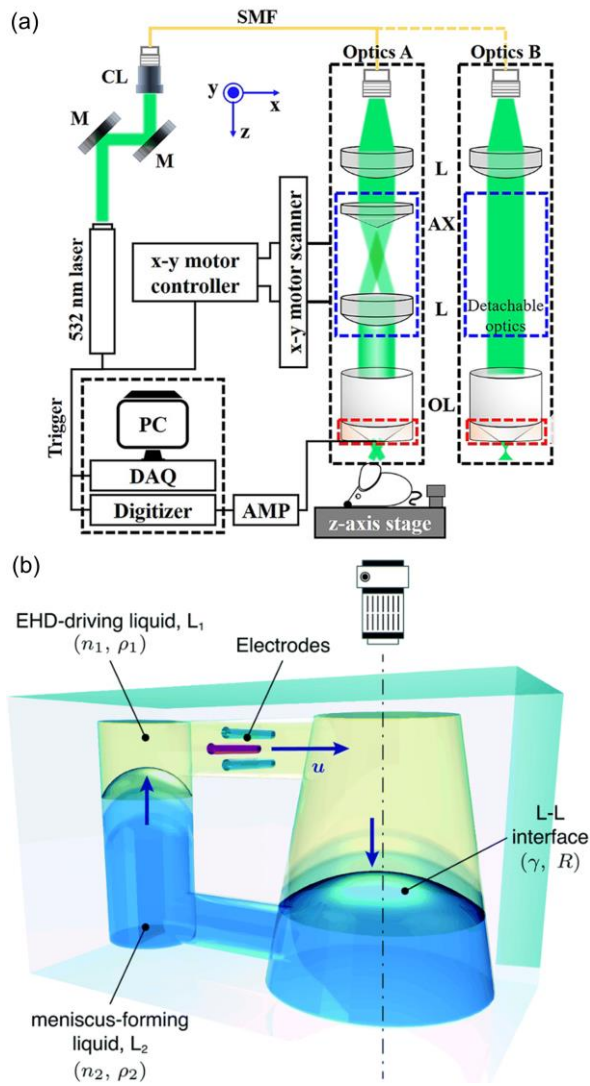 (a)
SMF
CL
Optics A
Optics B
y
x
z
M
M
L
AX
x-y motor
controller
x-y motor scanner
532 nm laser
L
Detachable
optics
OL
Trigger
PC
DAQ
Digitizer
AMP
z-axis stage
(b)
EHD-driving liquid, L₁
(n₁, ρ₁)
Electrodes
u
L-L
interface
(γ, R)
meniscus-forming
liquid, L₂
(n₂, ρ₂)